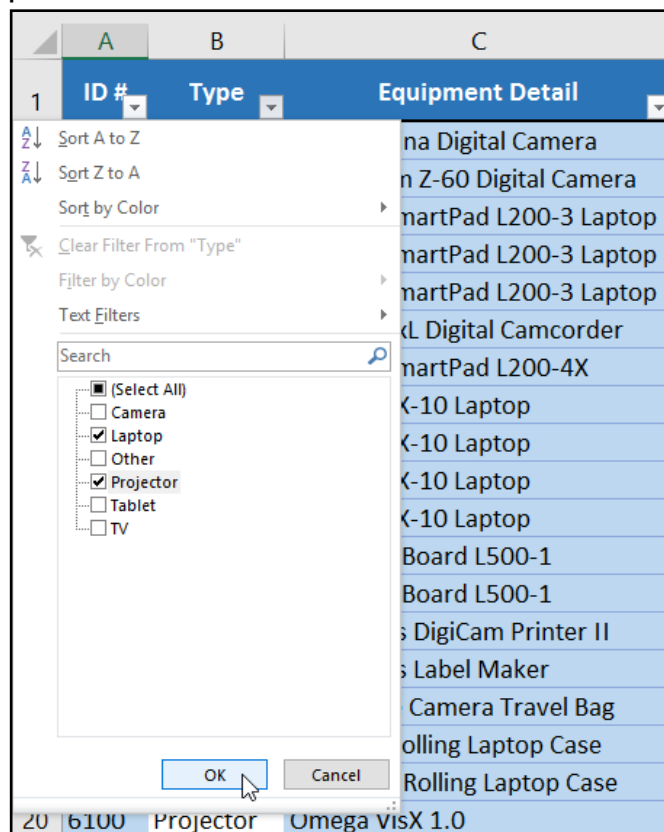 A B C
1 ID # Type Equipment Detail
Sort A to Z
na Digital Camera
Sort Z to A
Z-60 Digital Camera
Sort by Color
martPad L200-3 Laptop
Clear Filter From "Type"
martPad L200-3 Laptop
Filter by Color
martPad L200-3 Laptop
Text Filters
xL Digital Camcorder
Search
martPad L200-4X
(Select All)
Camera
X-10 Laptop
Laptop
X-10 Laptop
Other
Projector
X-10 Laptop
Tablet
TV
X-10 Laptop
Board L500-1
Board L500-1
s DigiCam Printer II
s Label Maker
Camera Travel Bag
olling Laptop Case
OK Cancel
Rolling Laptop Case
20 6100 Projector Omega VisX 1.0